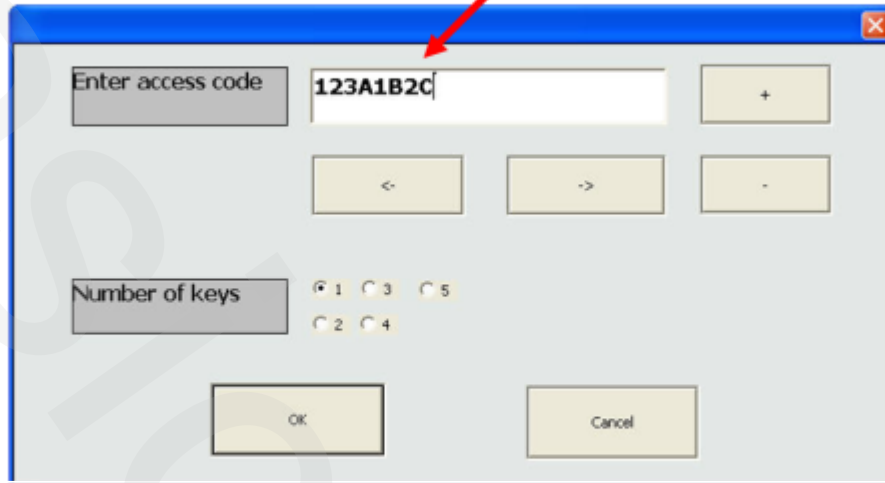 Enter access code
123A1B2C
+
<-
->
-
Number of keys
1 3 5
2 4
OK
Cancel